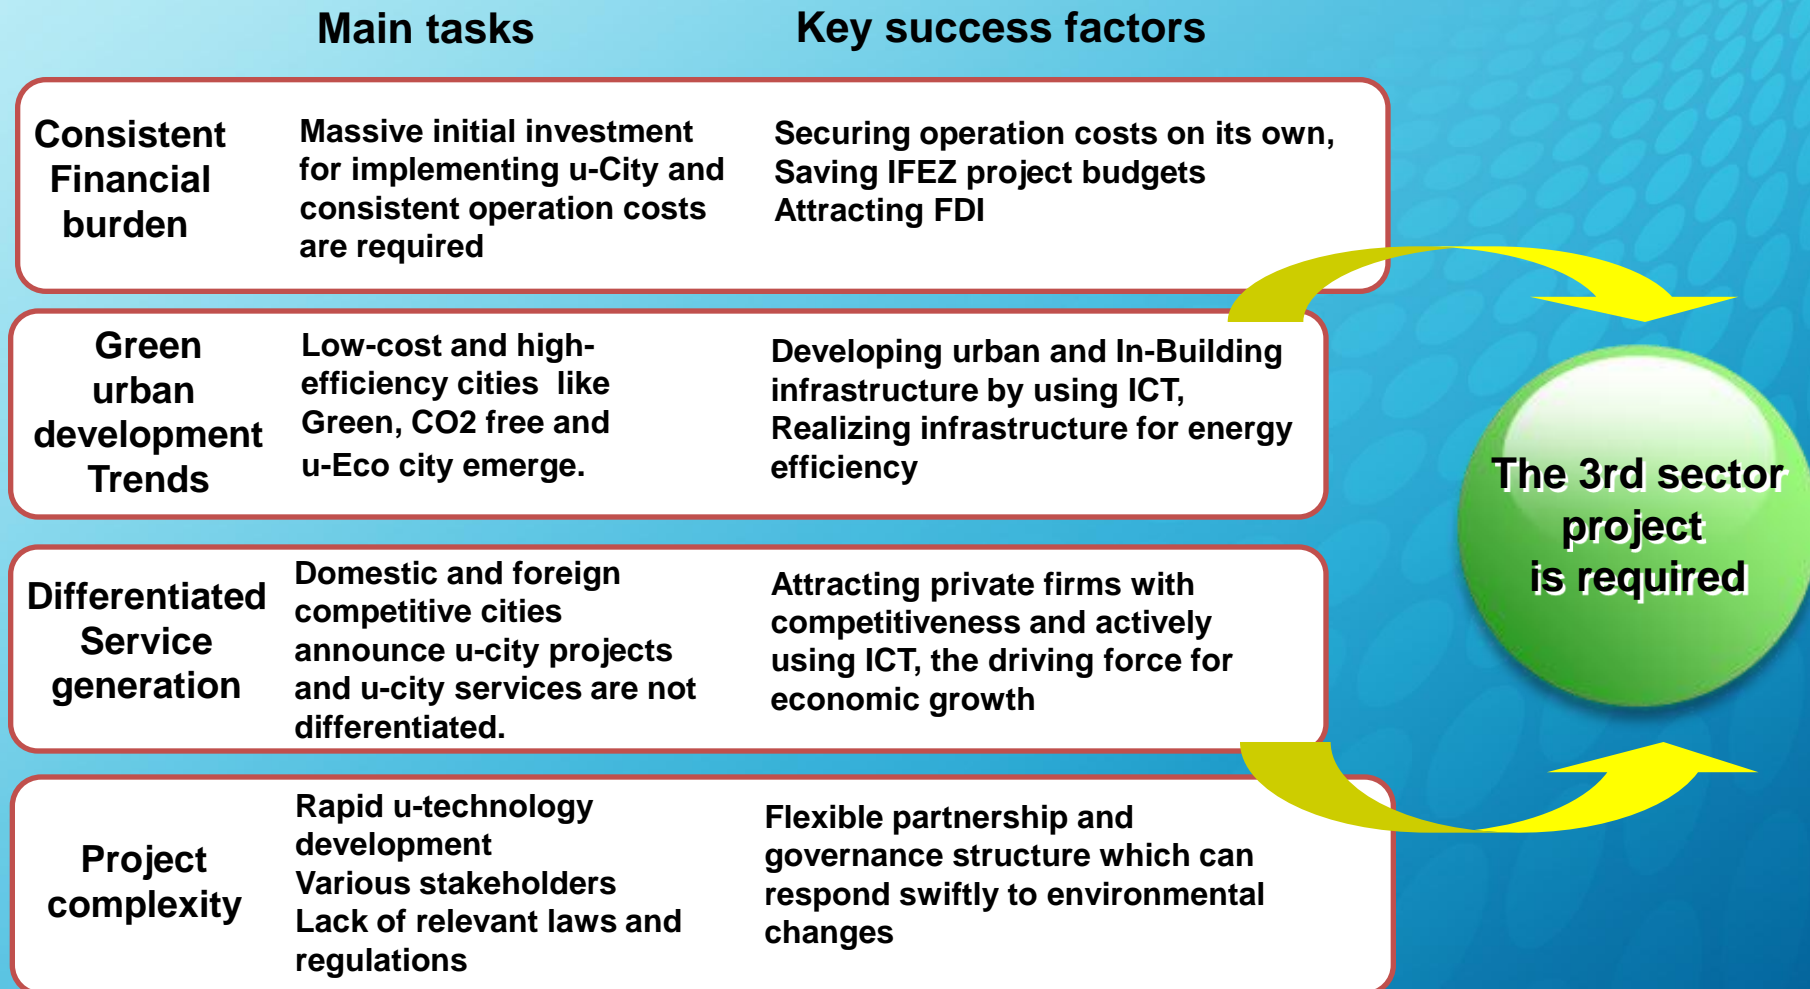 Main tasks
Key success factors
Consistent
Financial
burden
Massive initial investment
for implementing u-City and
consistent operation costs
are required
Securing operation costs on its own,
Saving IFEZ project budgets
Attracting FDI
Green
urban
development
Trends
Low-cost and high-
efficiency cities like
Green, CO2 free and
u-Eco city emerge.
Developing urban and In-Building
infrastructure by using ICT,
Realizing infrastructure for energy
efficiency
Differentiated
Service
generation
Domestic and foreign
competitive cities
announce u-city projects
and u-city services are not
differentiated.
Attracting private firms with
competitiveness and actively
using ICT, the driving force for
economic growth
Project
complexity
Rapid u-technology
development
Various stakeholders
Lack of relevant laws and
regulations
Flexible partnership and
governance structure which can
respond swiftly to environmental
changes
The 3rd sector
project
is required